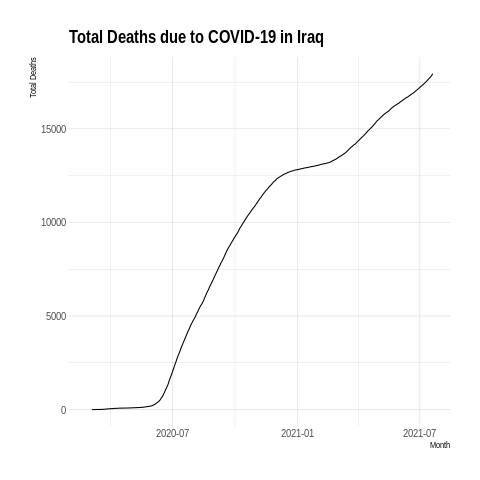 Total Deaths due to COVID-19 in Iraq
Total Deaths
15000
10000
5000
0
2020-07 2021-01 2021-07
Month